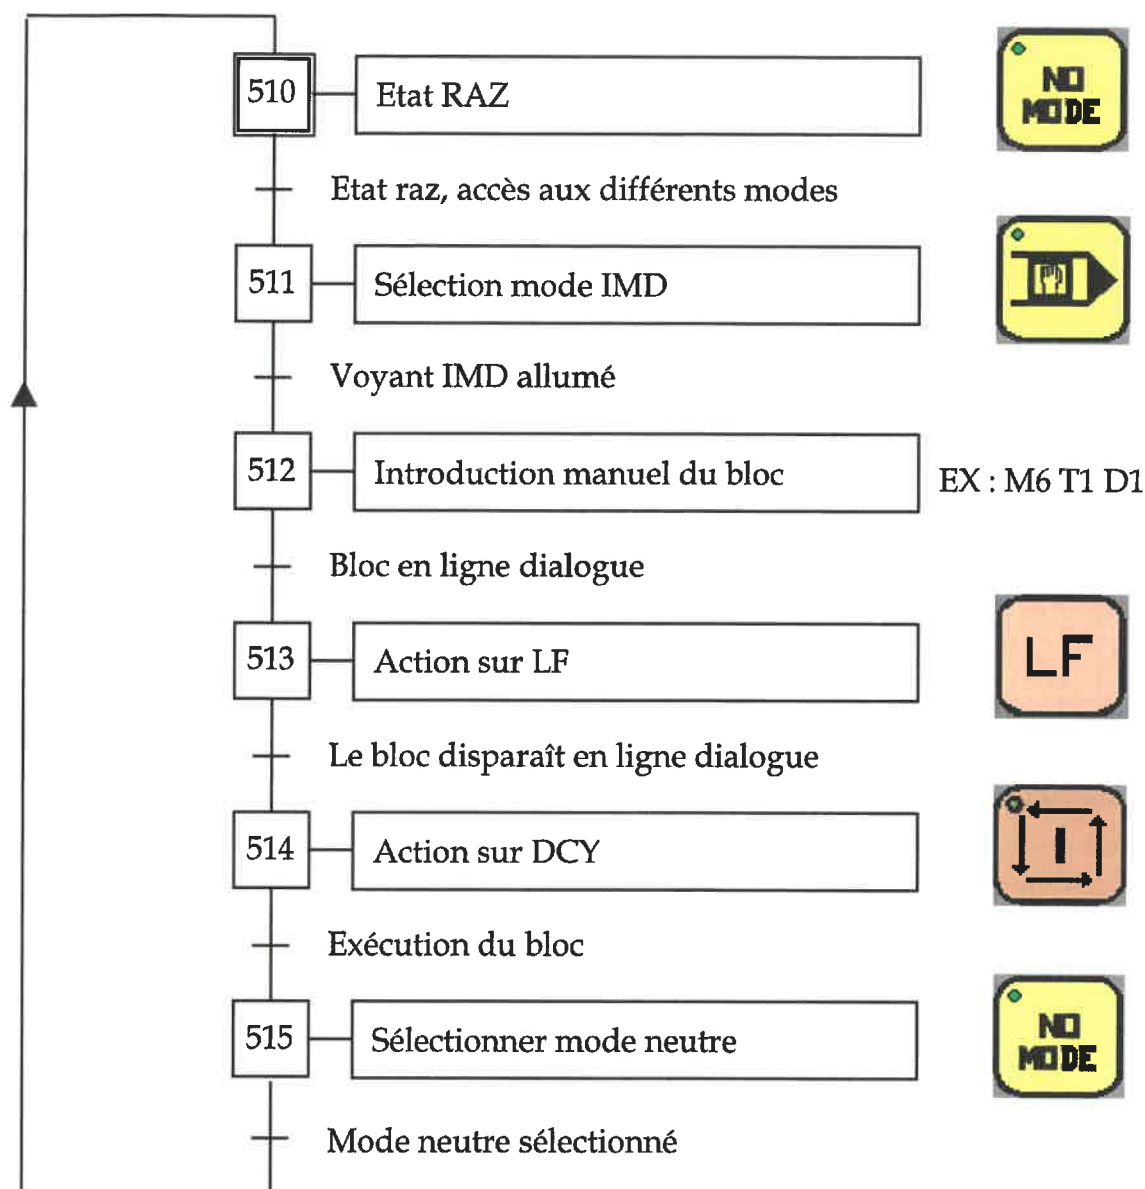 510
Etat RAZ
NO
MODE
Etat raz, accès aux différents modes
511
Sélection mode IMD
Voyant IMD allumé
512
Introduction manuel du bloc
EX : M6 T1 D1
Bloc en ligne dialogue
513
Action sur LF
LF
Le bloc disparaît en ligne dialogue
514
Action sur DCY
I
Exécution du bloc
515
Sélectionner mode neutre
NO
MODE
Mode neutre sélectionné